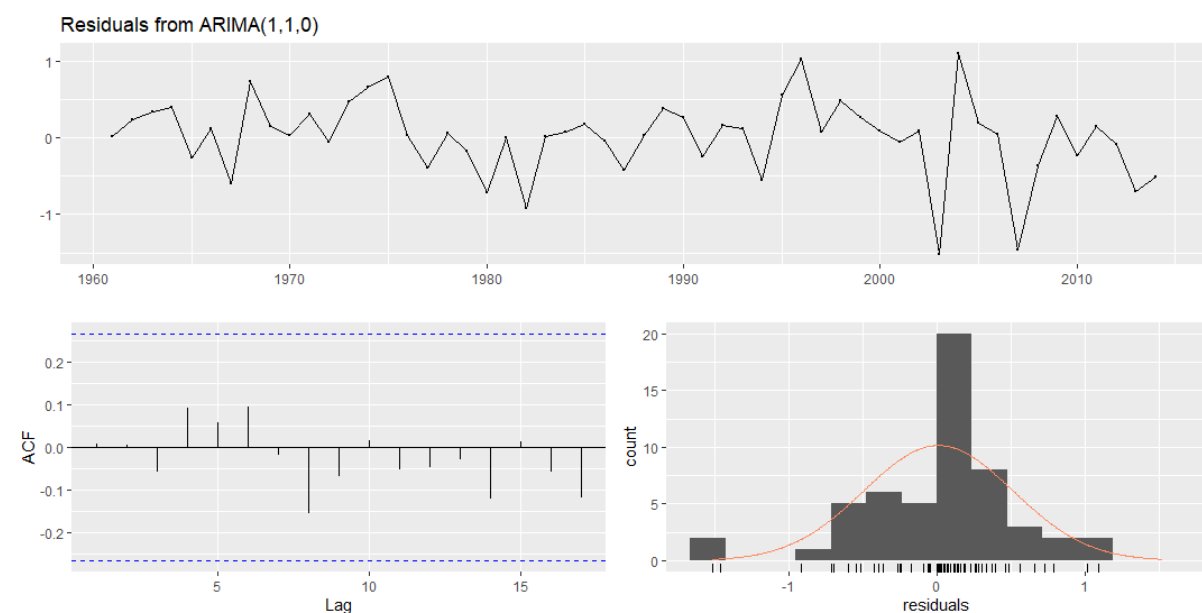 Residuals from ARIMA(1,1,0)
1
0
-1
1960 1970 1980 1990 2000 2010
ACF
0.2
0.1
0.0
-0.1
-0.2
5 10 15
Lag
count
20
15
10
5
0
-1 0 1
residuals